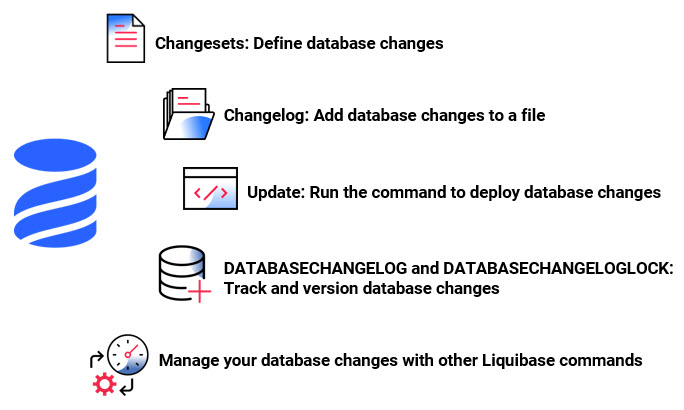 Changesets: Define database changes
Changelog: Add database changes to a file
Update: Run the command to deploy database changes
DATABASECHANGELOG and DATABASECHANGELOGLOCK:
Track and version database changes
Manage your database changes with other Liquibase commands